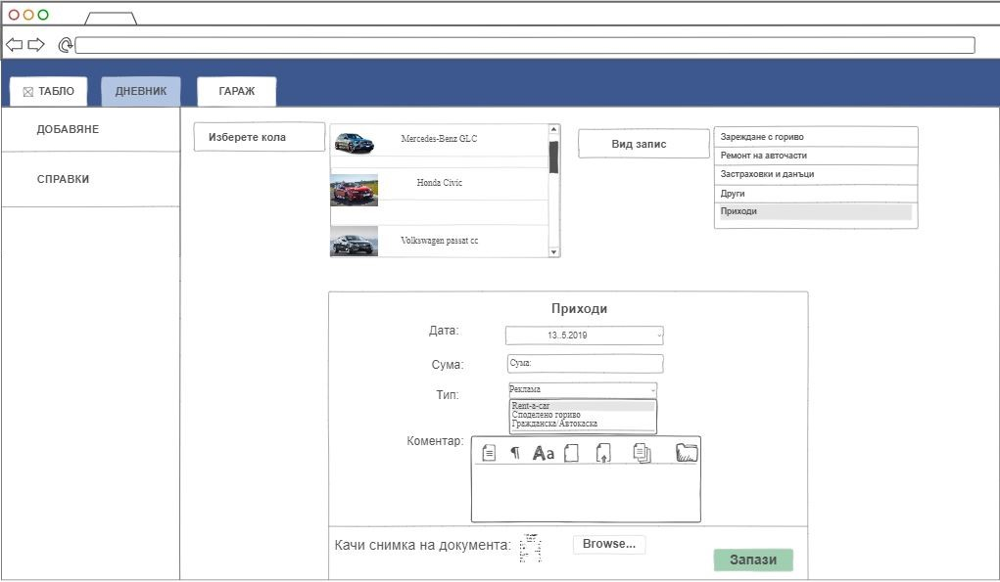 ТАБЛО
ДНЕВНИК
ГАРАЖ
ДОБАВЯНЕ
СПРАВКИ
Изберете кола
Mercedes-Benz GLC
Honda Civic
Volkswagen passat cc
Вид запис
Зареждане с гориво
Ремонт на авточасти
Застраховки и данъци
Други
Приходи
Приходи
Дата:
13..5.2019
Сума:
Сума:
Тип:
Реклама
Rent-a-car
Споделено гориво
Гражданска/Автокаска
Коментар:
Aa
Качи снимка на документа:
Browse...
Запази